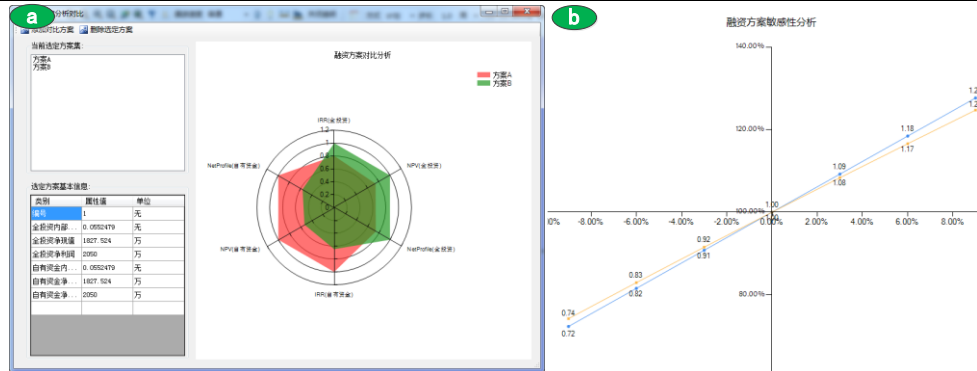 a
分析对比
添加对比方案 删除选定方案
当前选定方案集:
方案A
方案B
选定方案基本信息:
类别 属性值 单位
编号 1 无
全投资内部... 0.0552479 无
全投资净现值 1827.524 万
全投资净利润 2050 万
自有资金内... 0.0552479 无
自有资金净... 1827.524 万
自有资金净... 2050 万
融资方案对比分析
方案A
方案B
IRR(全投资)
1.2
1
0.8
0.6
0.4
0.2
0
NPV(全投资)
NetProfile(全投资)
IRR(自有资金)
NPV(自有资金)
NetProfile(自有资金)
b
融资方案敏感性分析
140.00%
120.00%
100.00%
80.00%
-8.00% -6.00% -4.00% -2.00% 0.00% 2.00% 4.00% 6.00% 8.00%
0.74
0.72
0.83
0.82
0.92
0.91
1.00
1.09
1.08
1.18
1.17